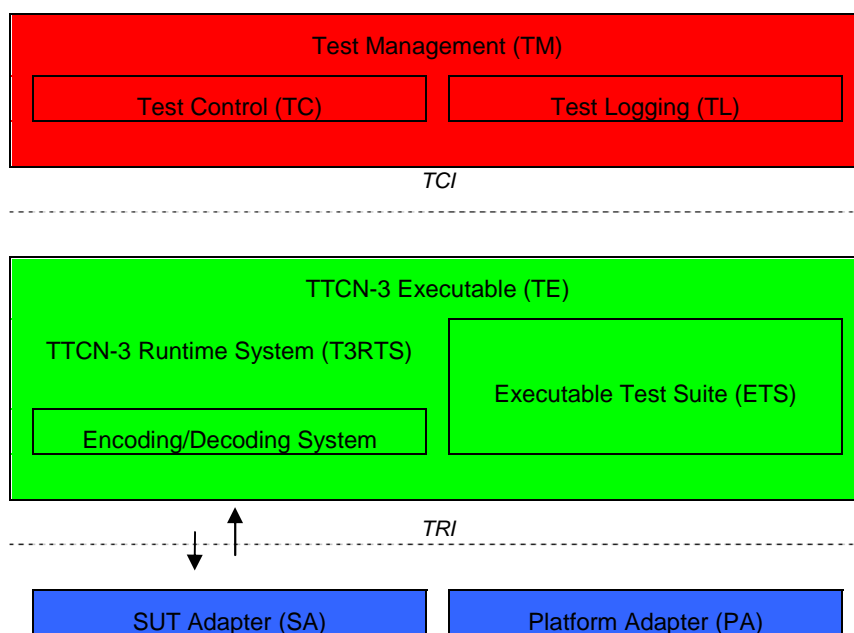 Test Management (TM)
Test Control (TC)
Test Logging (TL)
TCI
TTCN-3 Executable (TE)
TTCN-3 Runtime System (T3RTS)
Executable Test Suite (ETS)
Encoding/Decoding System
TRI
SUT Adapter (SA)
Platform Adapter (PA)